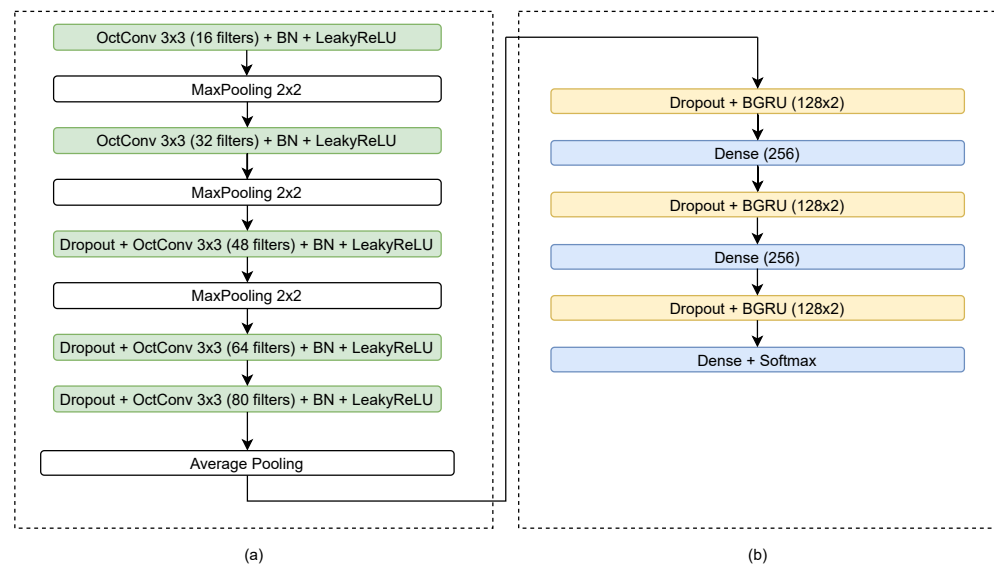 OctConv 3x3 (16 filters) + BN + LeakyReLU
MaxPooling 2x2
OctConv 3x3 (32 filters) + BN + LeakyReLU
MaxPooling 2x2
Dropout + OctConv 3x3 (48 filters) + BN + LeakyReLU
MaxPooling 2x2
Dropout + OctConv 3x3 (64 filters) + BN + LeakyReLU
Dropout + OctConv 3x3 (80 filters) + BN + LeakyReLU
Average Pooling
(a)
Dropout + BGRU (128x2)
Dense (256)
Dropout + BGRU (128x2)
Dense (256)
Dropout + BGRU (128x2)
Dense + Softmax
(b)